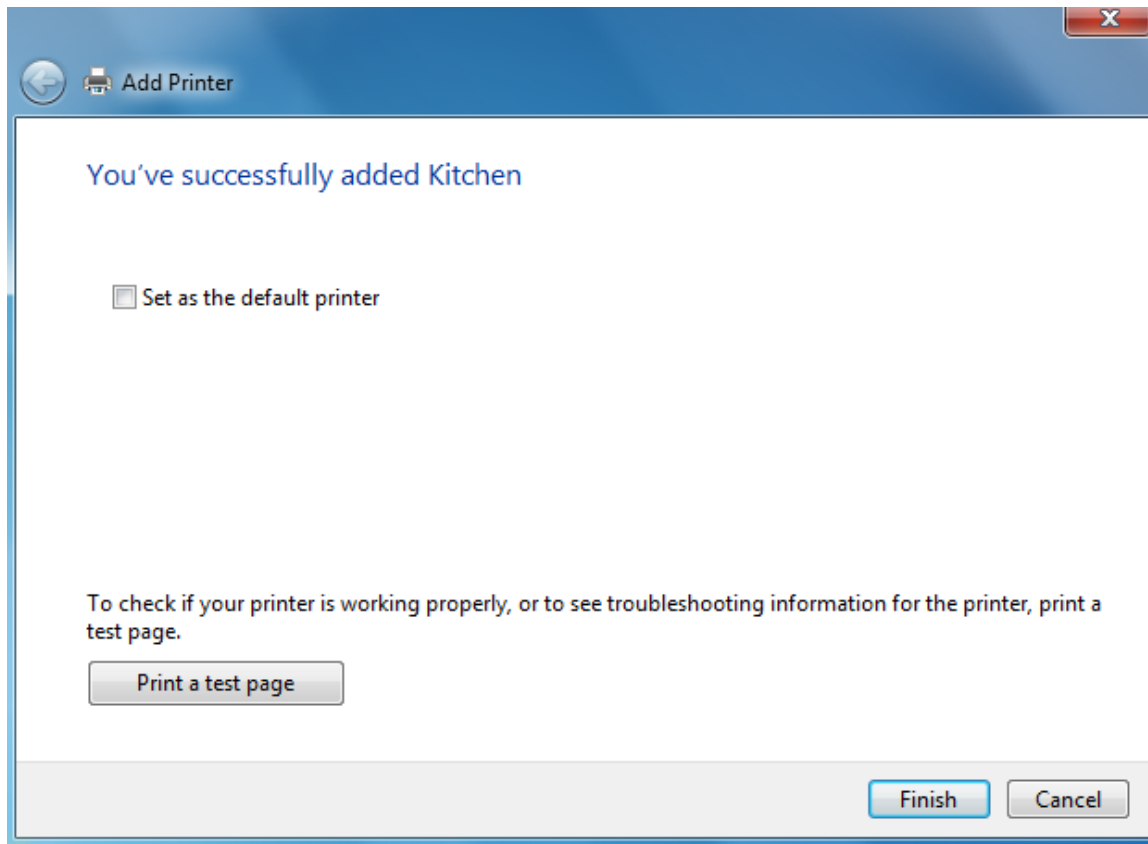 Add Printer
You've successfully added Kitchen
Set as the default printer
To check if your printer is working properly, or to see troubleshooting information for the printer, print a
test page.
Print a test page
Finish Cancel